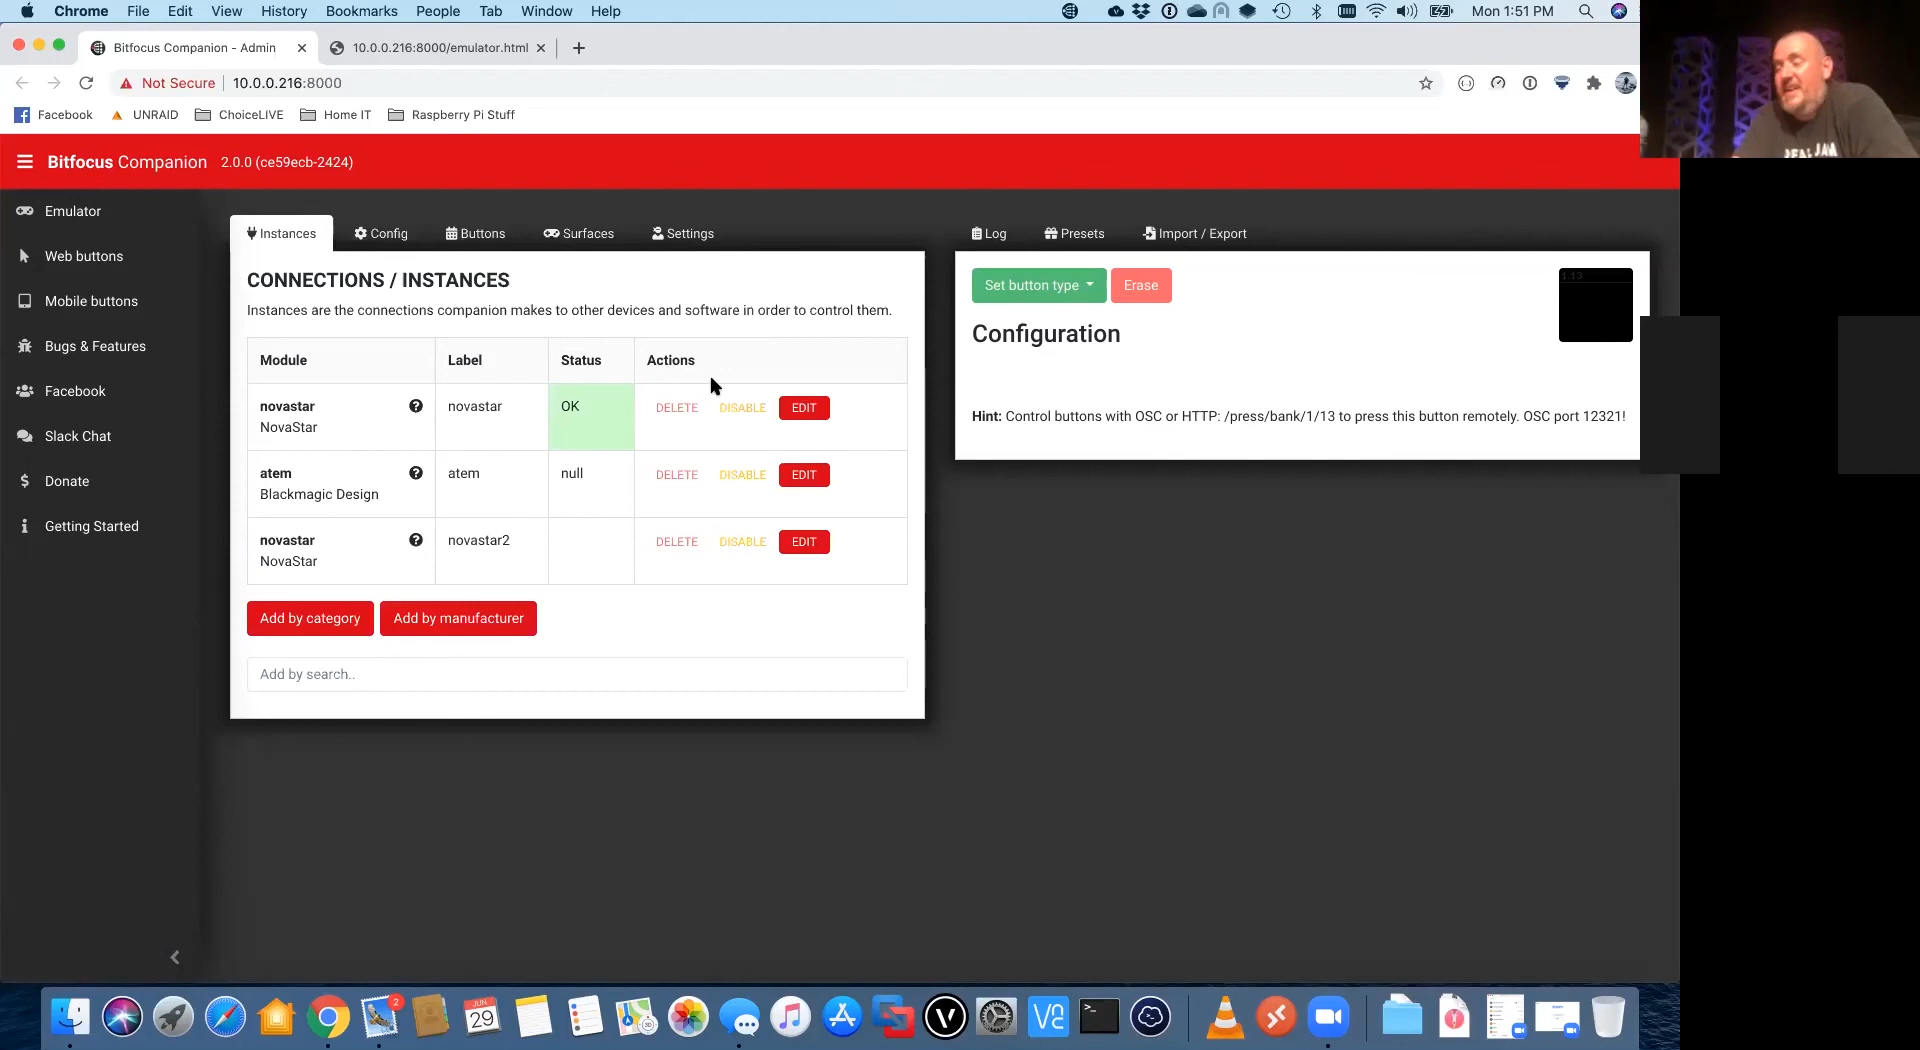 Chrome File Edit View History Bookmarks People Tab Window Help Mon 1:51 PM
Bitfocus Companion - Admin 10.0.0.216:8000/emulator.html
Not Secure 10.0.0.216:8000
Facebook UNRAID ChoiceLIVE Home IT Raspberry Pi Stuff
Bitfocus Companion 2.0.0 (ce59ecb-2424)
Emulator
Web buttons
Mobile buttons
Bugs & Features
Facebook
Slack Chat
Donate
Getting Started
Instances Config Buttons Surfaces Settings
CONNECTIONS / INSTANCES
Instances are the connections companion makes to other devices and software in order to control them.
Module Label Status Actions
novastar novastar OK DELETE DISABLE EDIT
NovaStar
atem atem null DELETE DISABLE EDIT
Blackmagic Design
novastar novastar2 DELETE DISABLE EDIT
NovaStar
Add by category Add by manufacturer
Add by search..
Log Presets Import / Export
Set button type Erase
1.13
Configuration
Hint: Control buttons with OSC or HTTP: /press/bank/1/13 to press this button remotely. OSC port 12321!
2
JUN
29